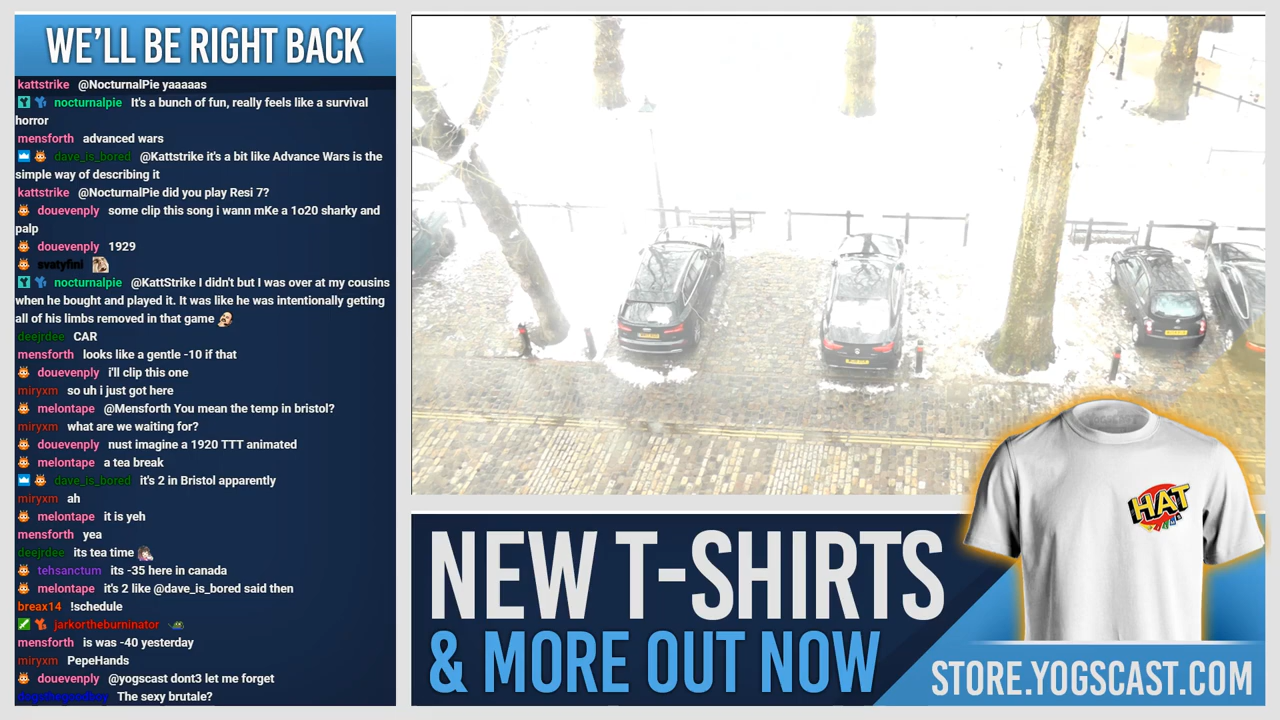 WE'LL BE RIGHT BACK
kattstrike @NocturnalPie yaaaaas
nocturnalpie It's a bunch of fun, really feels like a survival
horror
mensforth advanced wars
dave_is_bored @Kattstrike it's a bit like Advance Wars is the
simple way of describing it
kattstrike @NocturnalPie did you play Resi 7?
douevenply some clip this song i wann mKe a 1o20 sharky and
palp
douevenply 1929
svatyfini
nocturnalpie @KattStrike I didn't but I was over at my cousins
when he bought and played it. It was like he was intentionally getting
all of his limbs removed in that game
deejrdee CAR
mensforth looks like a gentle -10 if that
douevenply i'll clip this one
miryxm so uh i just got here
melontape @Mensforth You mean the temp in bristol?
miryxm what are we waiting for?
douevenply nust imagine a 1920 TTT animated
melontape a tea break
dave_is_bored it's 2 in Bristol apparently
miryxm ah
melontape it is yeh
mensforth yea
deejrdee its tea time
tehsanctum its -35 here in canada
melontape it's 2 like @dave_is_bored said then
breax14 !schedule
jarkortheburninator
mensforth is was -40 yesterday
miryxm PepeHands
douevenply @yogscast dont3 let me forget
The sexy brutale?
HAT
NEW T-SHIRTS
& MORE OUT NOW
STORE.YOGSCAST.COM